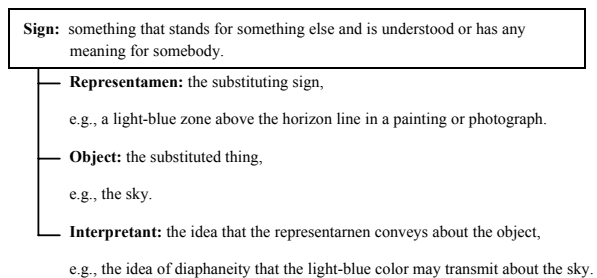 Sign: something that stands for something else and is understood or has any
meaning for somebody.
Representamen: the substituting sign,
e.g., a light-blue zone above the horizon line in a painting or photograph.
Object: the substituted thing,
e.g., the sky.
Interpretant: the idea that the representarnen conveys about the object,
e.g., the idea of diaphaneity that the light-blue color may transmit about the sky.